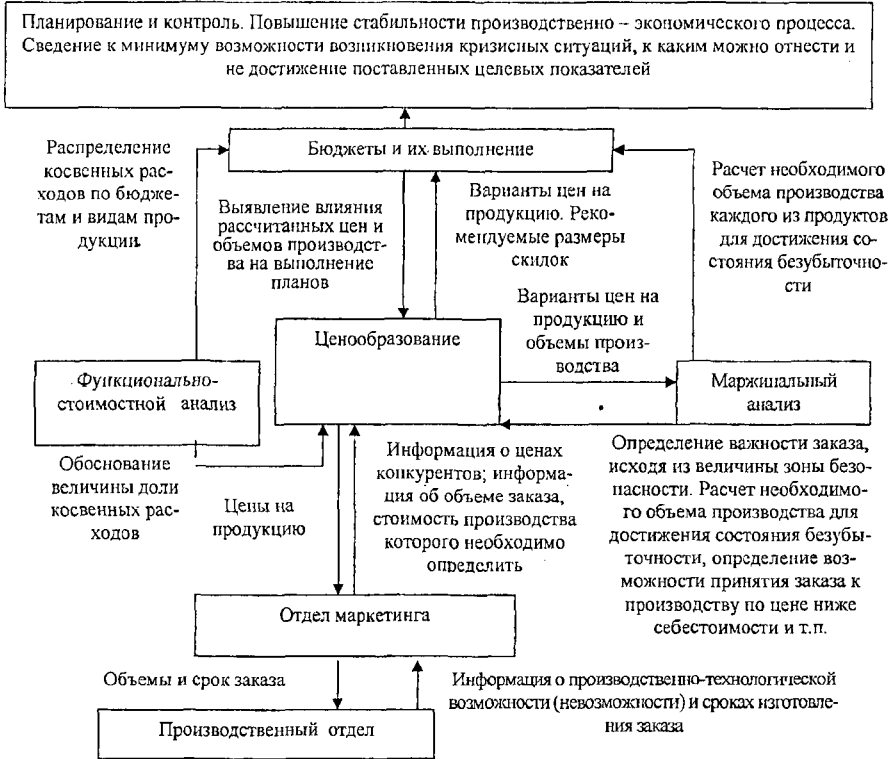 Планирование и контроль. Повышение стабильности производственно – экономического процесса.
Сведение к минимуму возможности возникновения кризисных ситуаций, к каким можно отнести и
не достижение поставленных целевых показателей
Бюджеты и их выполнение
Распределение
косвенных рас-
ходов по бюдже-
там и видам про-
дукции
Выявление влияния
рассчитанных цен и
объемов производст-
ва на выполнение
планов
Варианты цен на
продукцию. Реко-
мендуемые размеры
скидок
Расчет необходимого
объема производства
каждого из продуктов
для достижения со-
стояния безубыточно-
сти
Варианты цен на
продукцию и
объемы произ-
водства
Ценообразование
Функционально-
стоимостной анализ
Маржинальный
анализ
Обоснование
величины доли
косвенных рас-
ходов
Цены на
продукцию
Информация о ценах
конкурентов; информа-
ция об объеме заказа,
стоимость производства
которого необходимо
определить
Определение важности заказа,
исходя из величины зоны безо-
пасности. Расчет необходимо-
го объема производства для
достижения состояния безубы-
точности, определение воз-
можности принятия заказа к
производству по цене ниже
себестоимости и т.п.
Отдел маркетинга
Объемы и срок заказа
Информация о производственно-технологической
возможности (невозможности) и сроках изготовле-
ния заказа
Производственный отдел